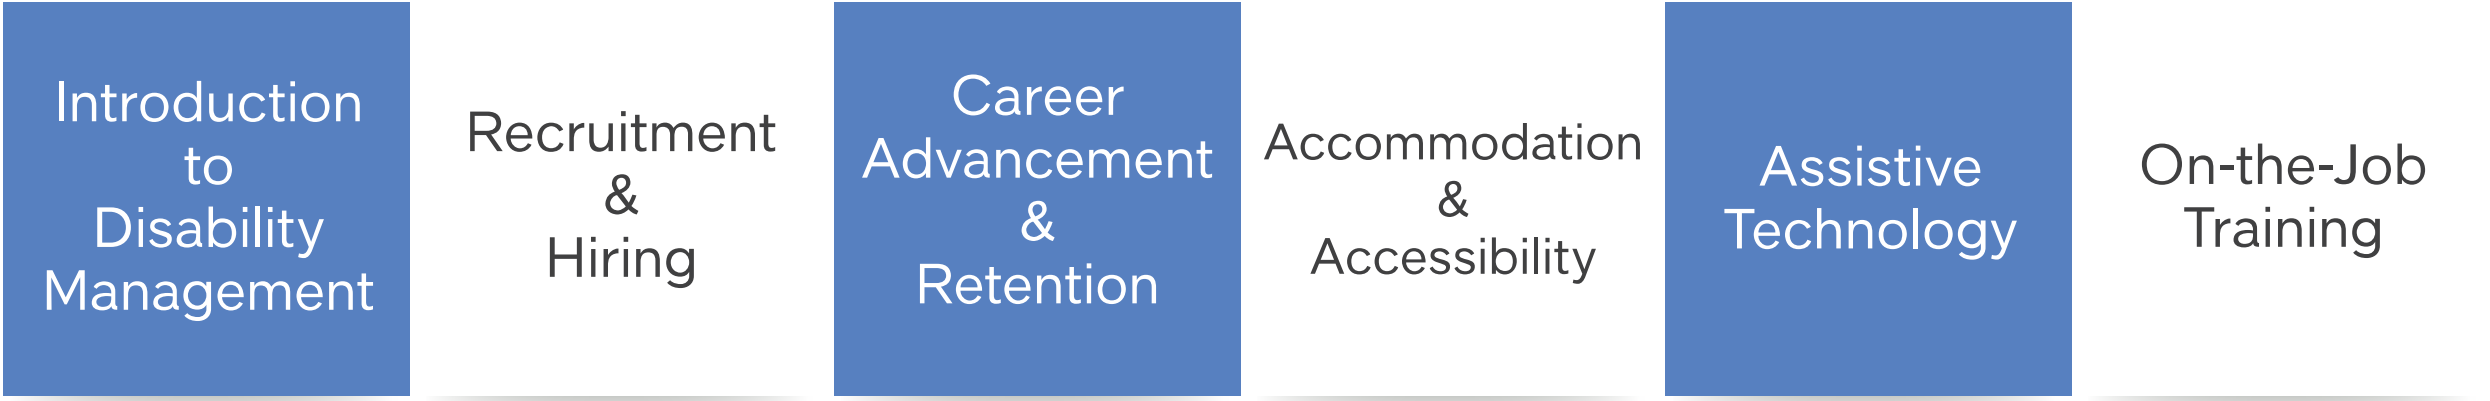 Introduction
to
Disability
Management
Recruitment
&
Hiring
Career
Advancement
&
Retention
Accommodation
&
Accessibility
Assistive
Technology
On-the-Job
Training